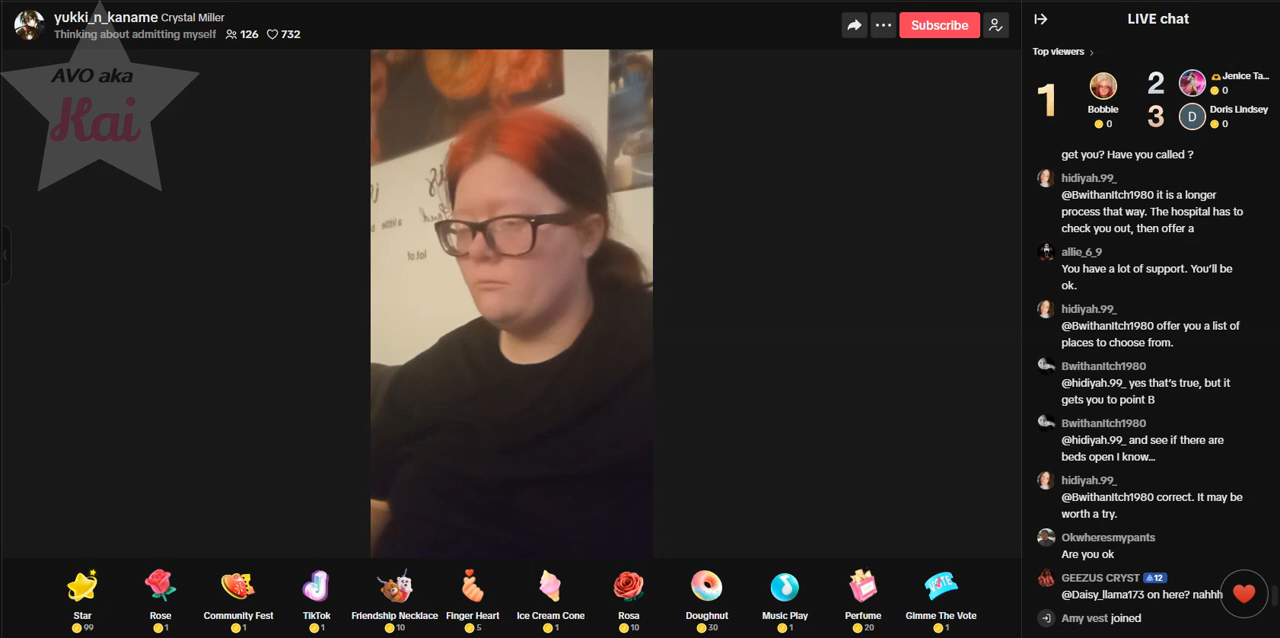 yukki_n_kaname Crystal Miller
Thinking about admitting myself 126 732
Subscribe
AVO aka
Kai
LIVE chat
Top viewers
1
Bobbie
0
2
Jenice Ta...
0
3
D
Doris Lindsey
0
get you? Have you called ?
hidiyah.99_
@BwithanItch1980 it is a longer
process that way. The hospital has to
check you out, then offer a
allie_6_9
You have a lot of support. You'll be
ok.
hidiyah.99_
@BwithanItch1980 offer you a list of
places to choose from.
BwithanItch1980
@hidiyah.99_ yes that's true, but it
gets you to point B
BwithanItch1980
@hidiyah.99_ and see if there are
beds open I know...
hidiyah.99_
@BwithanItch1980 correct. It may be
worth a try.
Okwheresmypants
Are you ok
GEEZUS CRYST 12
@Daisy_llama173 on here? nahhh
Amy vest joined
a little
lot of
Star
99
Rose
1
Community Fest
1
TikTok
1
Friendship Necklace
10
Finger Heart
5
Ice Cream Cone
1
Rosa
10
Doughnut
30
Music Play
1
Perfume
20
VOTE
Gimme The Vote
1